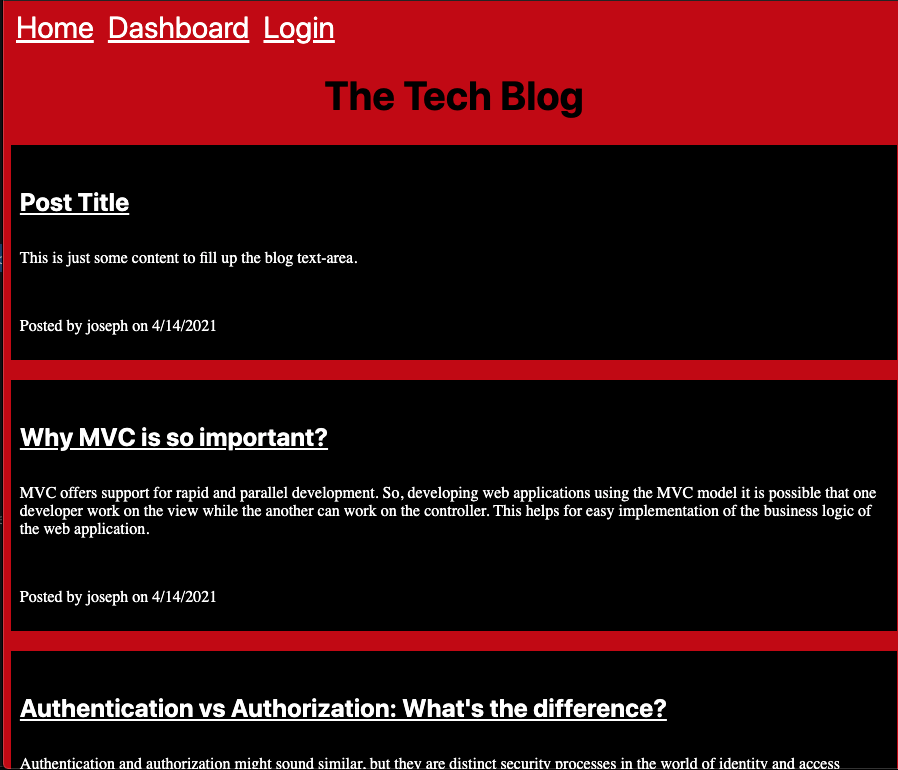 Home Dashboard Login
The Tech Blog
Post Title
This is just some content to fill up the blog text-area.
Posted by joseph on 4/14/2021
Why MVC is so important?
MVC offers support for rapid and parallel development. So, developing web applications using the MVC model it is possible that one
developer work on the view while the another can work on the controller. This helps for easy implementation of the business logic of
the web application.
Posted by joseph on 4/14/2021
Authentication vs Authorization: What's the difference?
Authentication and authorization might sound similar, but they are distinct security processes in the world of identity and access